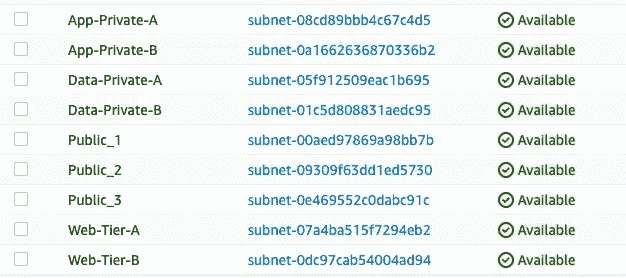 App-Private-A subnet-08cd89bbb4c67c4d5 Available
App-Private-B subnet-0a1662636870336b2 Available
Data-Private-A subnet-05f912509eac1b695 Available
Data-Private-B subnet-01c5d808831aedc95 Available
Public_1 subnet-00aed97869a98bb7b Available
Public_2 subnet-09309f63dd1ed5730 Available
Public_3 subnet-0e469552c0dabc91c Available
Web-Tier-A subnet-07a4ba515f7294eb2 Available
Web-Tier-B subnet-0dc97cab54004ad94 Available